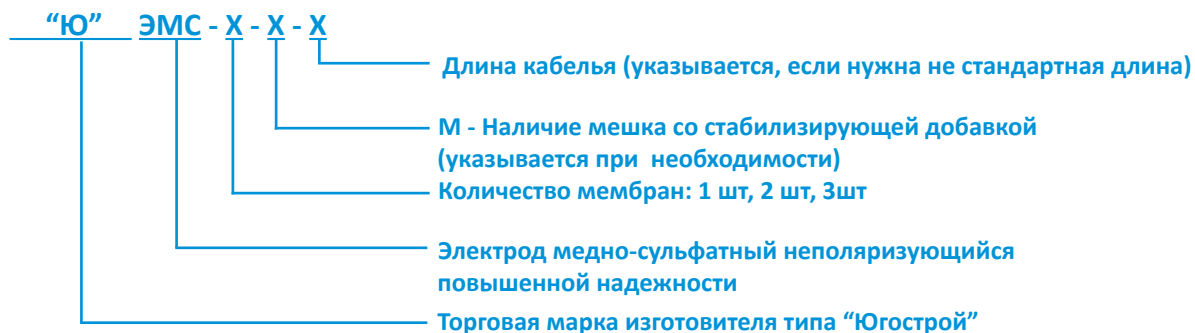 “Ю” ЭМС - Х - Х - Х
Длина кабелья (указывается, если нужна не стандартная длина)
М - Наличие мешка со стабилизирующей добавкой
(указывается при необходимости)
Количество мембран: 1 шт, 2 шт, 3шт
Электрод медно-сульфатный неполяризующийся
повышенной надежности
Торговая марка изготовителя типа “Югострой”